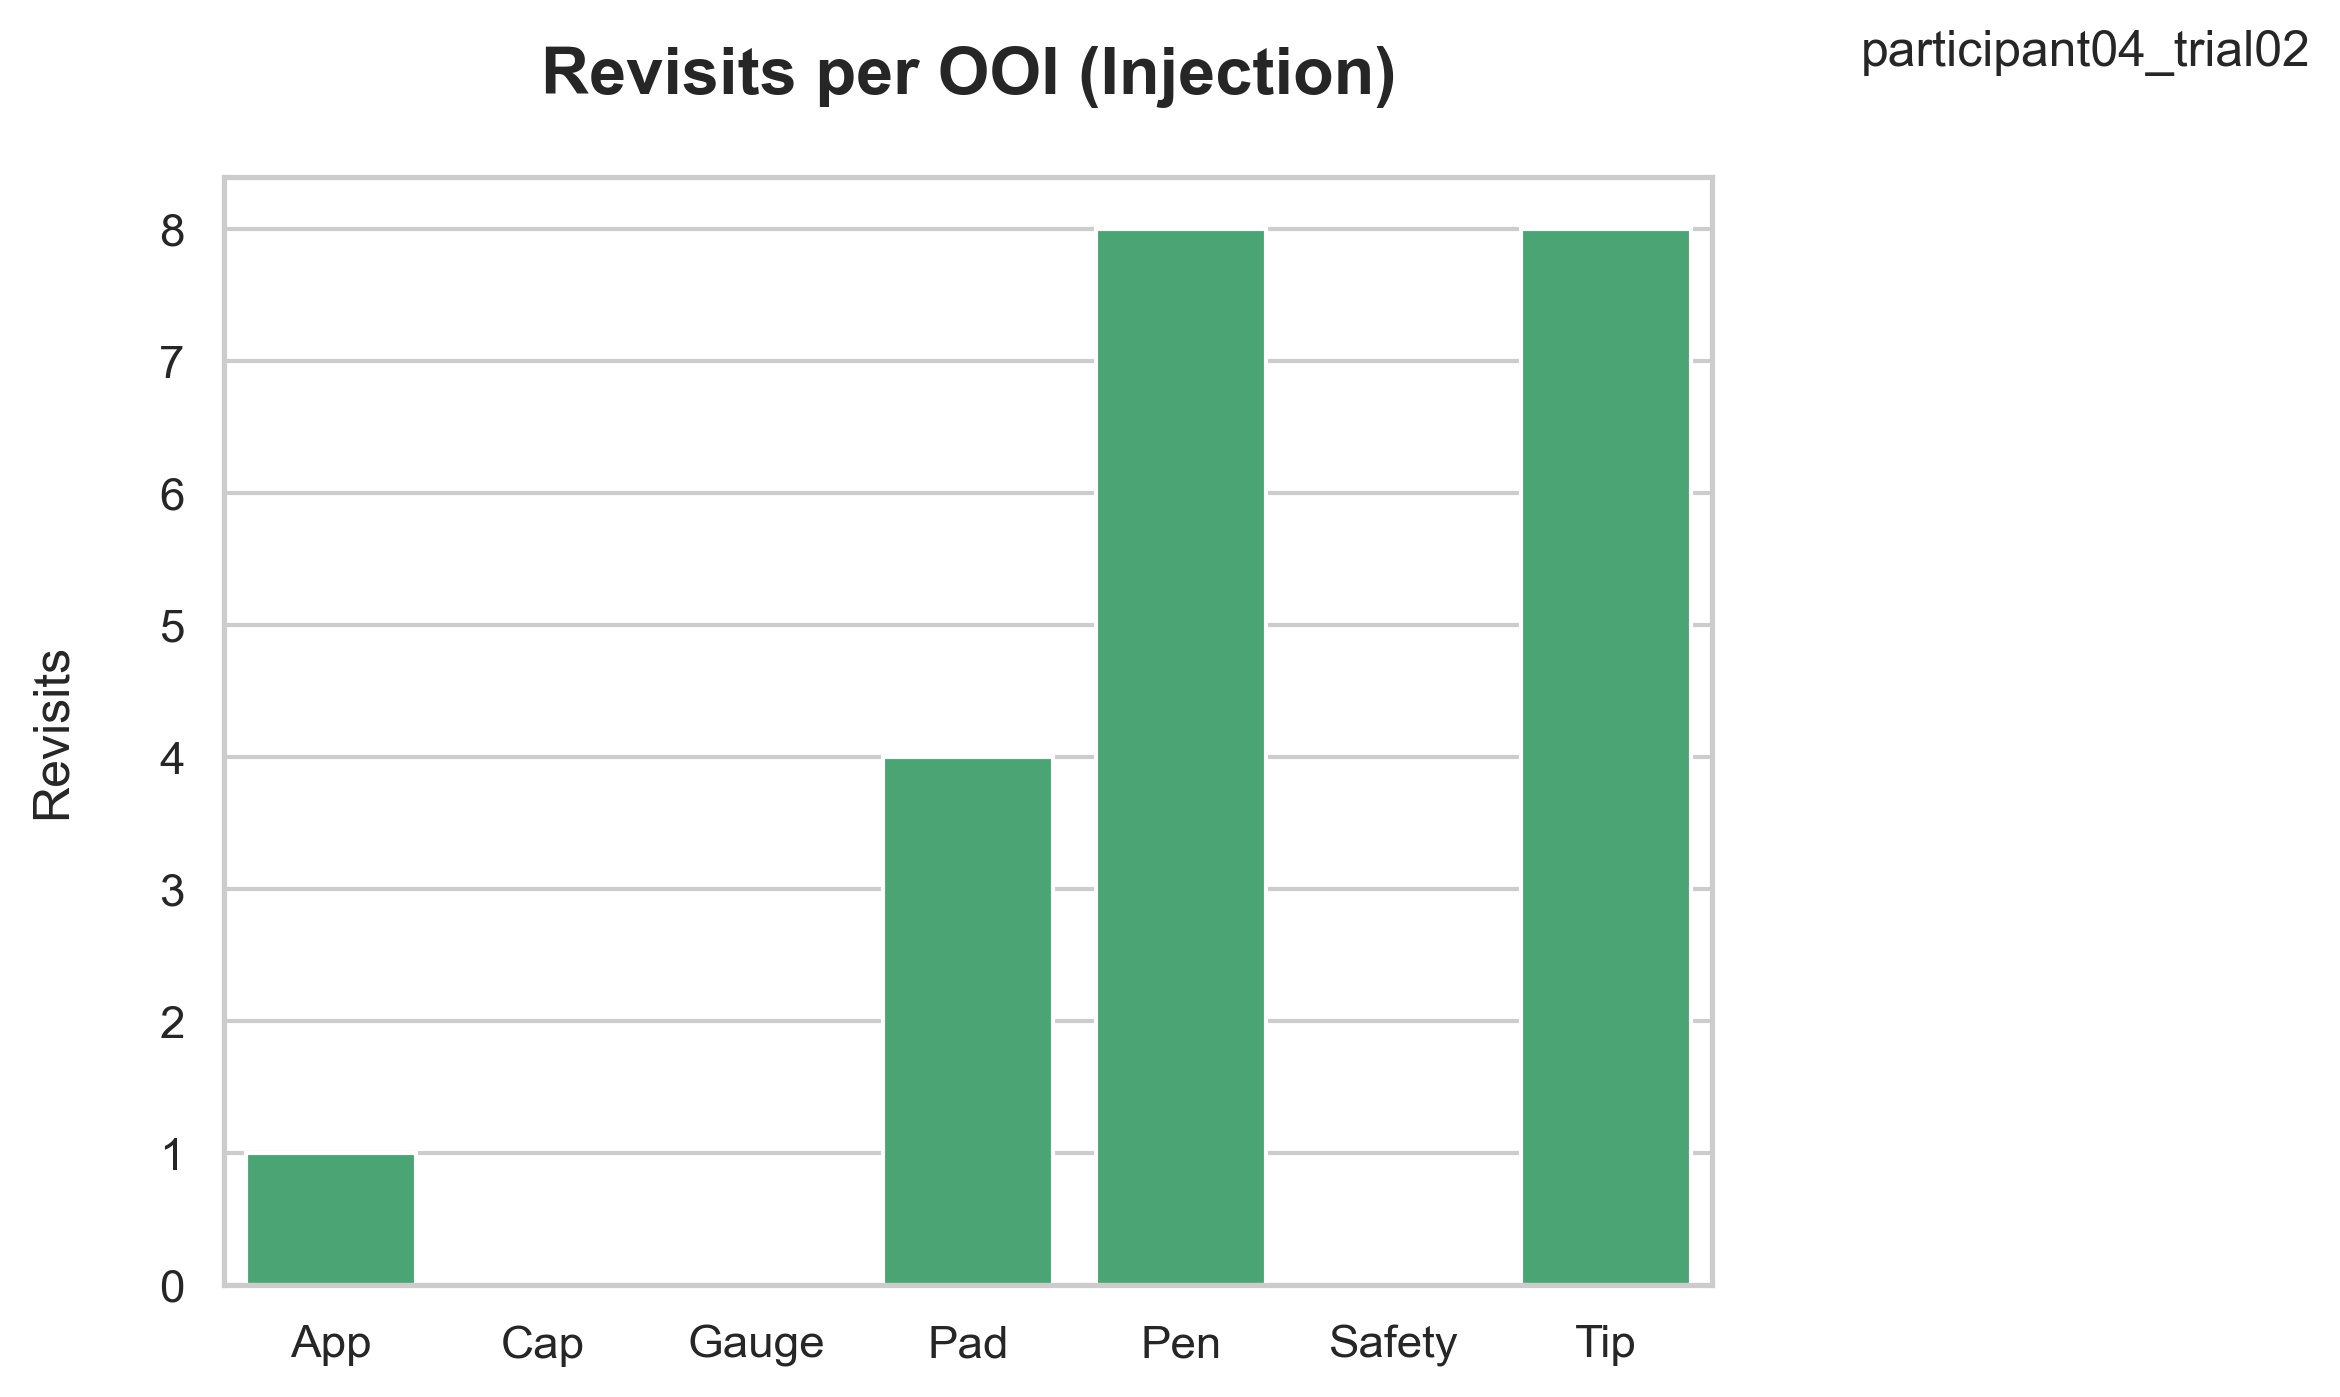 Revisits per OOI (Injection)
participant04_trial02
Revisits
8
7
6
5
4
3
2
1
0
App Cap Gauge Pad Pen Safety Tip